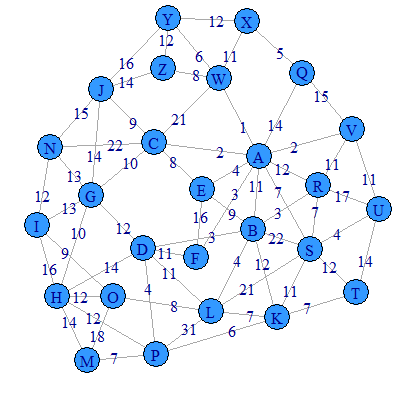 Y 12 X
16 12 6 11 5
Z 8 W Q
J 14
15 9 21 15
14 1 14
N 22 C 2 A 2 V
13 10 8 4 12 11 11
12 G E 3 11 7 R 17
I 13 16 9 3 7 U
10 12 3 B 22 S 4
9 D 11 F
16 14 11 4 12 12 14
H 12 O 4 8 L 21 11 T
14 12 7 K 7
18 31 6
M 7 P